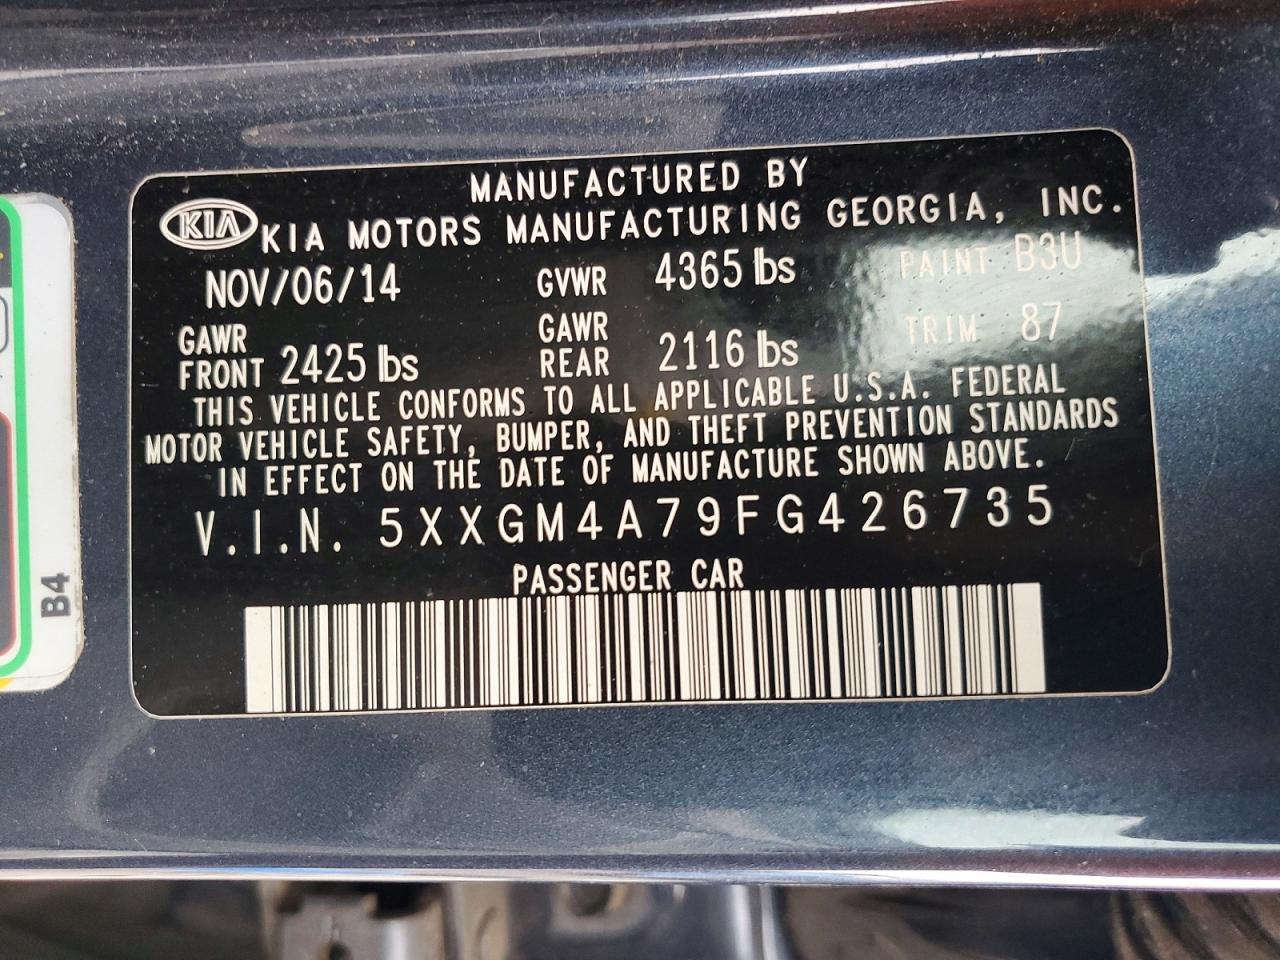 MANUFACTURED BY
KIA KIA MOTORS MANUFACTURING GEORGIA, INC.
NOV/06/14 GVWR 4365 lbs PAINT B3U
GAWR FRONT 2425 lbs GAWR REAR 2116 lbs TRIM 87
THIS VEHICLE CONFORMS TO ALL APPLICABLE U.S.A. FEDERAL
MOTOR VEHICLE SAFETY, BUMPER, AND THEFT PREVENTION STANDARDS
IN EFFECT ON THE DATE OF MANUFACTURE SHOWN ABOVE.
V.I.N. 5XXGM4A79FG426735
PASSENGER CAR
B4